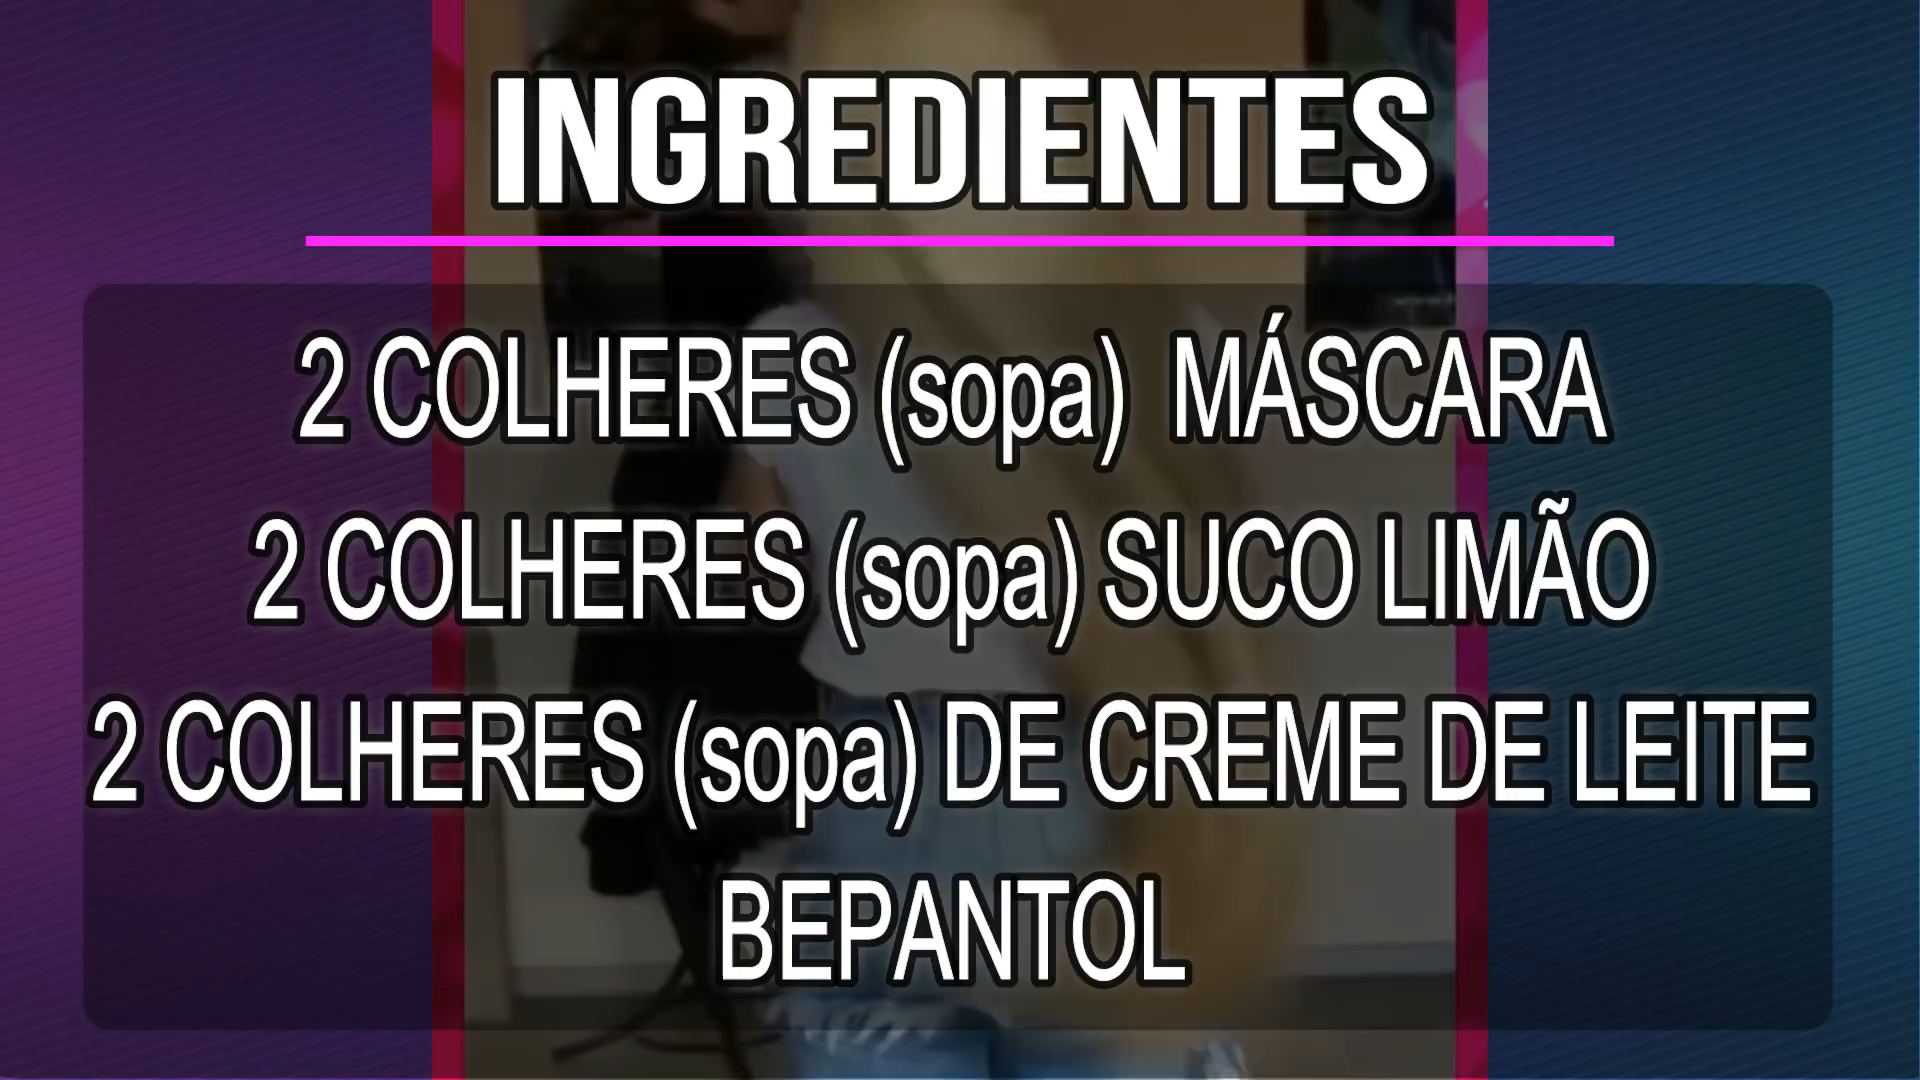 INGREDIENTES
2 COLHERES (sopa) MÁSCARA
2 COLHERES (sopa) SUCO LIMÃO
2 COLHERES (sopa) DE CREME DE LEITE
BEPANTOL